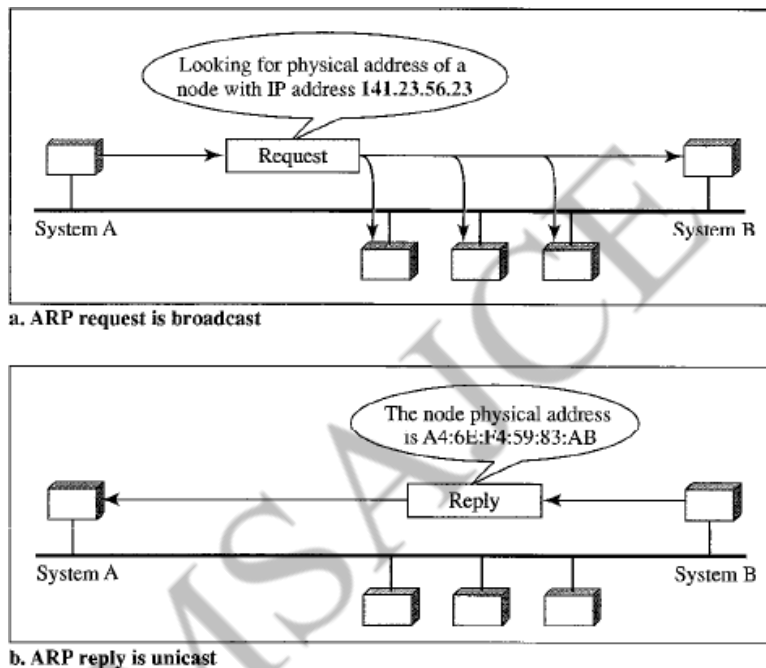 Looking for physical address of a
node with IP address 141.23.56.23
Request
System A
System B
a. ARP request is broadcast
The node physical address
is A4:6E:F4:59:83:AB
Reply
System A
System B
b. ARP reply is unicast
MSAJCE